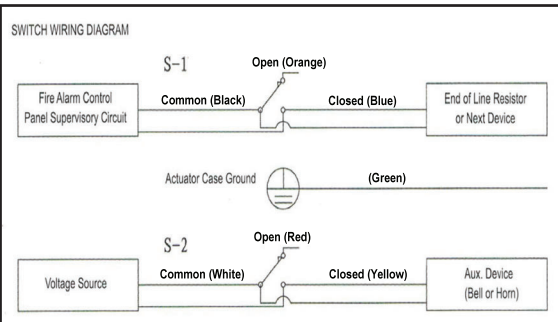 SWITCH WIRING DIAGRAM
S-1
Open (Orange)
Fire Alarm Control
Panel Supervisory Circuit
Common (Black)
Closed (Blue)
End of Line Resistor
or Next Device
Actuator Case Ground
(Green)
S-2
Open (Red)
Voltage Source
Common (White)
Closed (Yellow)
Aux. Device
(Bell or Horn)